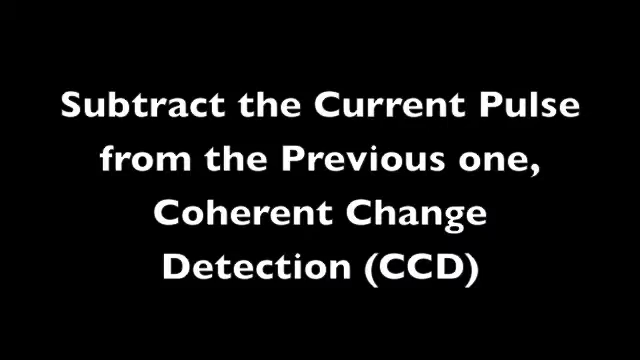 Subtract the Current Pulse
from the Previous one,
Coherent Change
Detection (CCD)